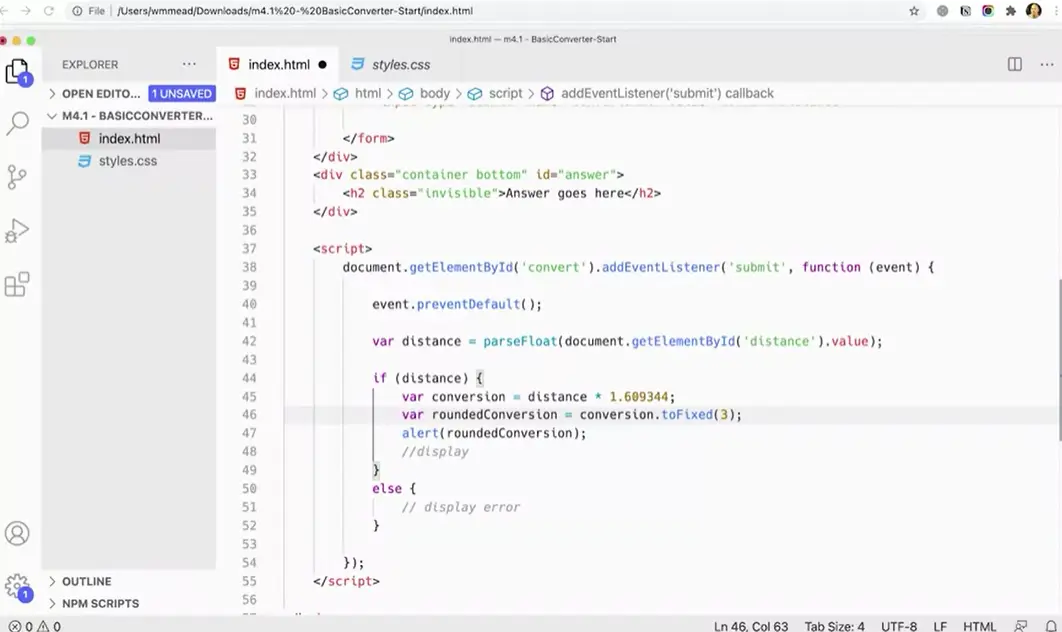 File /Users/wmmead/Downloads/m4.1%20-%20BasicConverter-Start/index.html
index.html — m4.1 - BasicConverter-Start
EXPLORER ... index.html styles.css ...
OPEN EDITO... 1 UNSAVED index.html > html > body > script > addEventListener('submit') callback
M4.1 - BASICCONVERTER...
index.html
styles.css
1
30
31 </form>
32 </div>
33 <div class="container bottom" id="answer">
34 <h2 class="invisible">Answer goes here</h2>
35 </div>
36
37 <script>
38 document.getElementById('convert').addEventListener('submit', function (event) {
39
40 event.preventDefault();
41
42 var distance = parseFloat(document.getElementById('distance').value);
43
44 if (distance) {
45 var conversion = distance * 1.609344;
46 var roundedConversion = conversion.toFixed(3);
47 alert(roundedConversion);
48 //display
49 }
50 else {
51 // display error
52 }
53
54 });
55 </script>
56
OUTLINE
NPM SCRIPTS
1
0 0 Ln 46, Col 63 Tab Size: 4 UTF-8 LF HTML